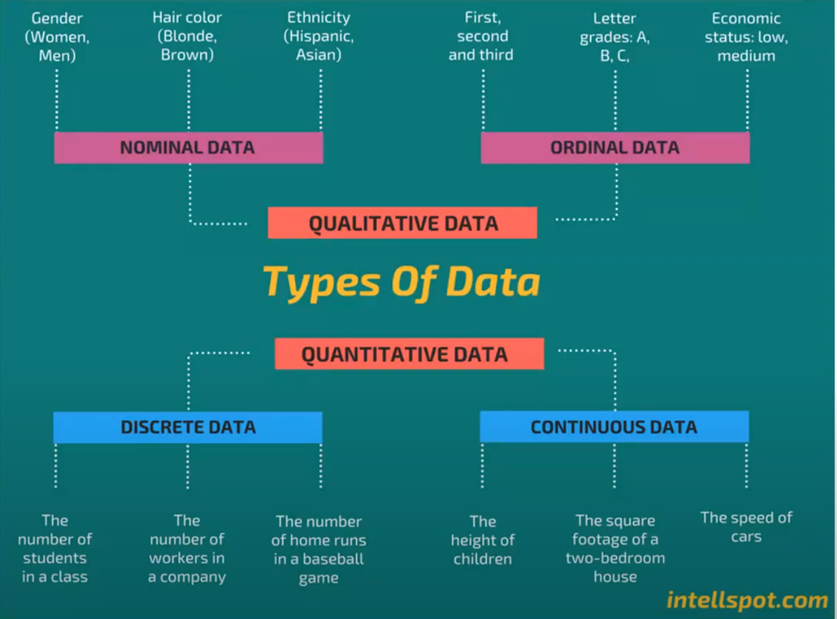 Gender
(Women,
Men)
Hair color
(Blonde,
Brown)
Ethnicity
(Hispanic,
Asian)
First,
second
and third
Letter
grades: A,
B, C,
Economic
status: low,
medium
NOMINAL DATA
ORDINAL DATA
QUALITATIVE DATA
Types Of Data
QUANTITATIVE DATA
DISCRETE DATA
CONTINUOUS DATA
The
number of
students
in a class
The
number of
workers in
a company
The number
of home runs
in a baseball
game
The
height of
children
The square
footage of a
two-bedroom
house
The speed of
cars
intellspot.com